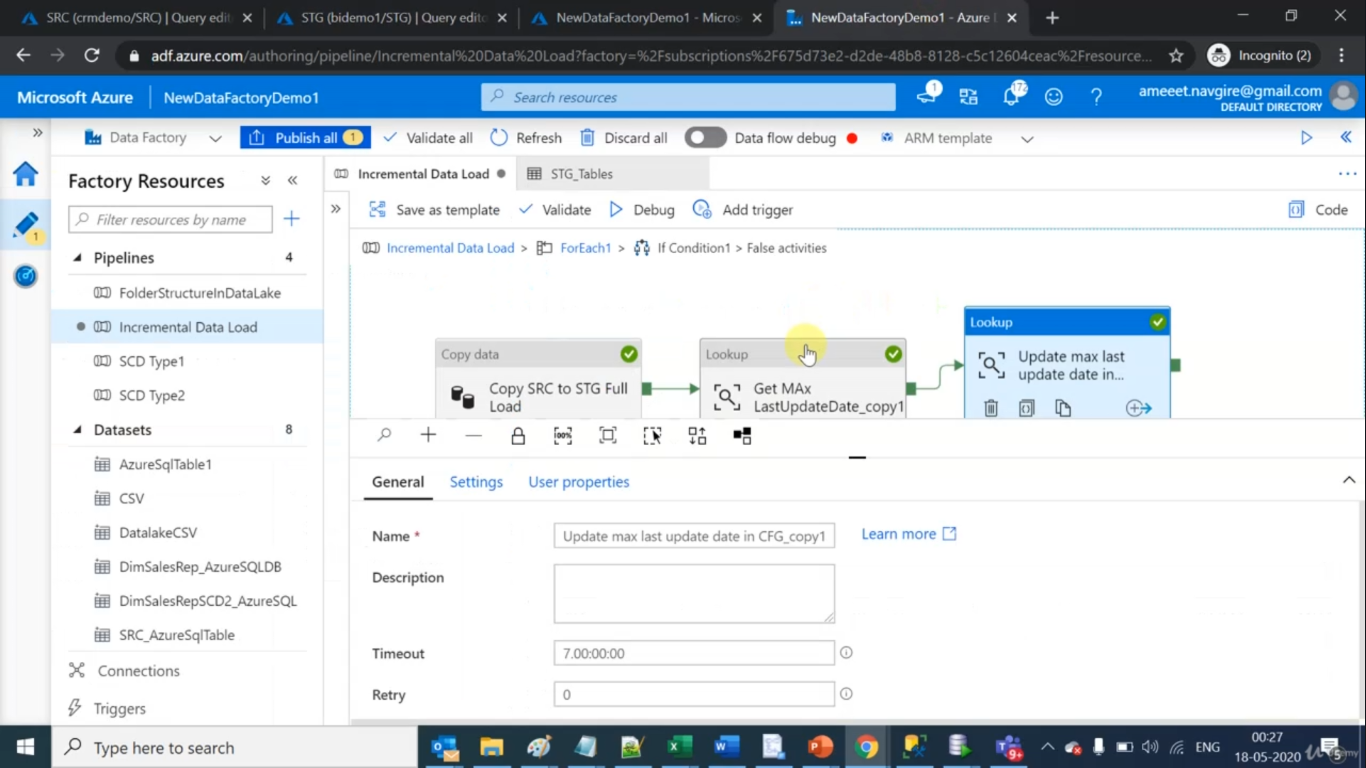 SRC (crmdemo/SRC) | Query edit
STG (bidemo1/STG) | Query edito
NewDataFactoryDemo1 - Micros
NewDataFactoryDemo1 - Azure D
adf.azure.com/authoring/pipeline/Incremental%20Data%20Load?factory=%2Fsubscriptions%2F675d73e2-d2de-48b8-8128-c5c12604ceac%2Fresource...
Incognito (2)
Microsoft Azure
NewDataFactoryDemo1
Search resources
1
172
ameeet.navgire@gmail.com
DEFAULT DIRECTORY
Data Factory
Publish all 1
Validate all
Refresh
Discard all
Data flow debug
ARM template
Factory Resources
Incremental Data Load
STG_Tables
Filter resources by name
Save as template
Validate
Debug
Add trigger
Code
1
Pipelines 4
Incremental Data Load > ForEach1 > If Condition1 > False activities
FolderStructureInDataLake
Incremental Data Load
SCD Type1
SCD Type2
Copy data
Copy SRC to STG Full
Load
Lookup
Get MAx
LastUpdateDate_copy1
Lookup
Update max last
update date in...
Datasets 8
AzureSqlTable1
CSV
DatalakeCSV
DimSalesRep_AzureSQLDB
DimSalesRepSCD2_AzureSQL
SRC_AzureSqlTable
Connections
Triggers
100%
General
Settings
User properties
Name *
Update max last update date in CFG_copy1
Learn more
Description
Timeout
7.00:00:00
Retry
0
Type here to search
9+
ENG
00:27
18-05-2020
5